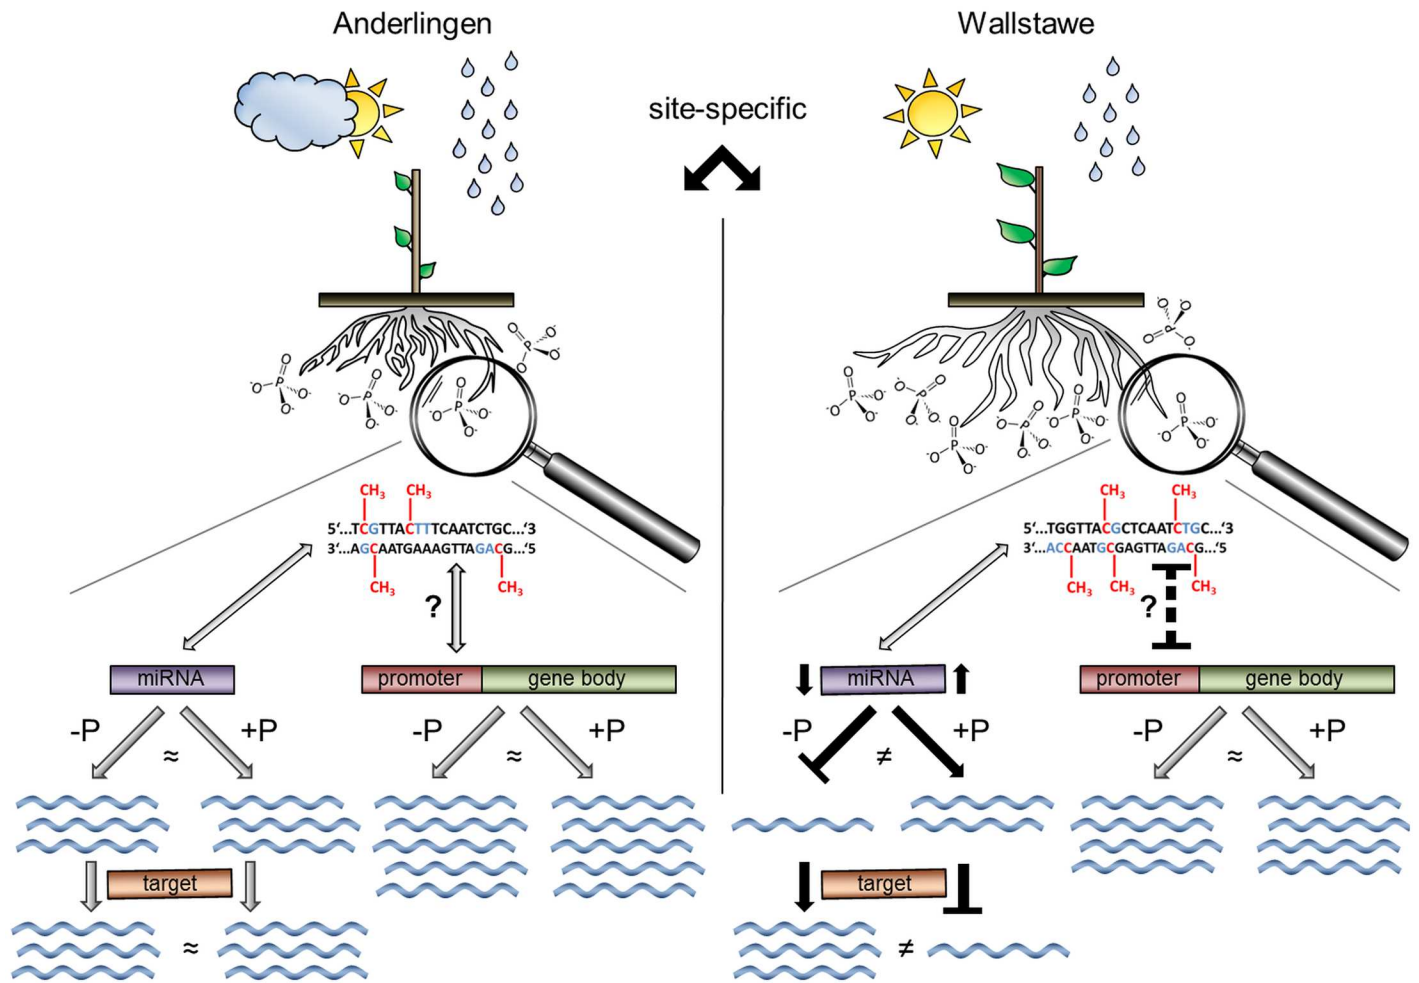 Anderlingen
Wallstawe
site-specific
CH3 CH3
5‘...TCGTTACTTTTCAATCTGC...‘3
3‘...AGCAATGAAAGTTAGACG...‘5
CH3 CH3
?
miRNA
promoter gene body
-P +P
≈
-P +P
≈
target
≈
CH3 CH3
5‘...TGGTTACGCTCAATCTGC...‘3
3‘...ACCAATGCGAGTTAGACG...‘5
CH3 CH3 CH3
?
miRNA
promoter gene body
-P +P
≠
-P +P
≈
target
≠